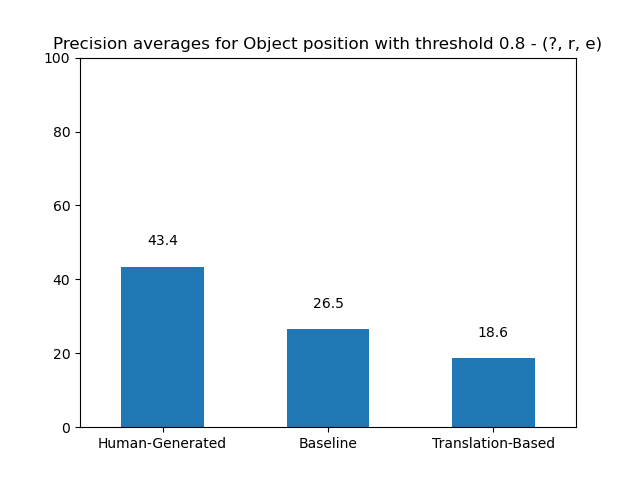 Precision averages for Object position with threshold 0.8 - (?, r, e)
100
80
60
40
20
0
43.4
26.5
18.6
Human-Generated
Baseline
Translation-Based